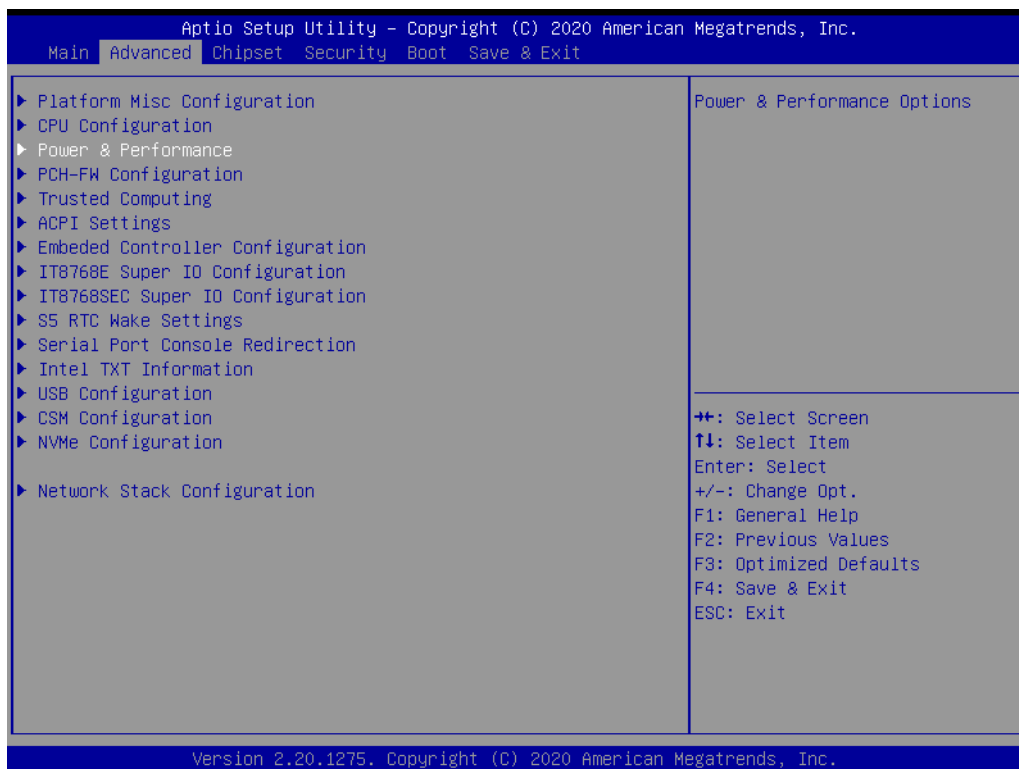 Aptio Setup Utility – Copyright (C) 2020 American Megatrends, Inc.
Main Advanced Chipset Security Boot Save & Exit
▶ Platform Misc Configuration
▶ CPU Configuration
▶ Power & Performance
▶ PCH-FW Configuration
▶ Trusted Computing
▶ ACPI Settings
▶ Embeded Controller Configuration
▶ IT8768E Super IO Configuration
▶ IT8768SEC Super IO Configuration
▶ S5 RTC Wake Settings
▶ Serial Port Console Redirection
▶ Intel TXT Information
▶ USB Configuration
▶ CSM Configuration
▶ NVMe Configuration
▶ Network Stack Configuration
Power & Performance Options
→←: Select Screen
↑↓: Select Item
Enter: Select
+/-: Change Opt.
F1: General Help
F2: Previous Values
F3: Optimized Defaults
F4: Save & Exit
ESC: Exit
Version 2.20.1275. Copyright (C) 2020 American Megatrends, Inc.